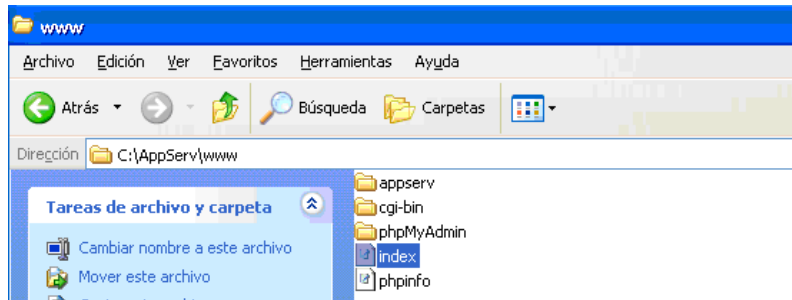 www
Archivo Edición Ver Favoritos Herramientas Ayuda
Atrás Búsqueda Carpetas
Dirección C:\AppServ\www
appserv
Tareas de archivo y carpeta cgi-bin
phpMyAdmin
Cambiar nombre a este archivo index
Mover este archivo phpinfo